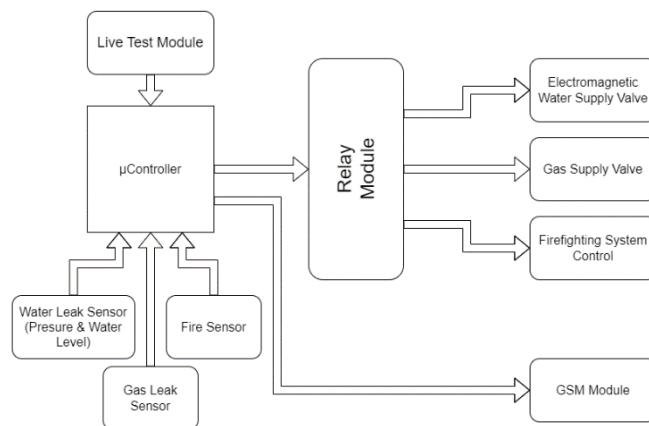 Live Test Module
Electromagnetic
Water Supply Valve
µController
Relay
Module
Gas Supply Valve
Firefighting System
Control
Water Leak Sensor
(Presure & Water
Level)
Fire Sensor
Gas Leak
Sensor
GSM Module